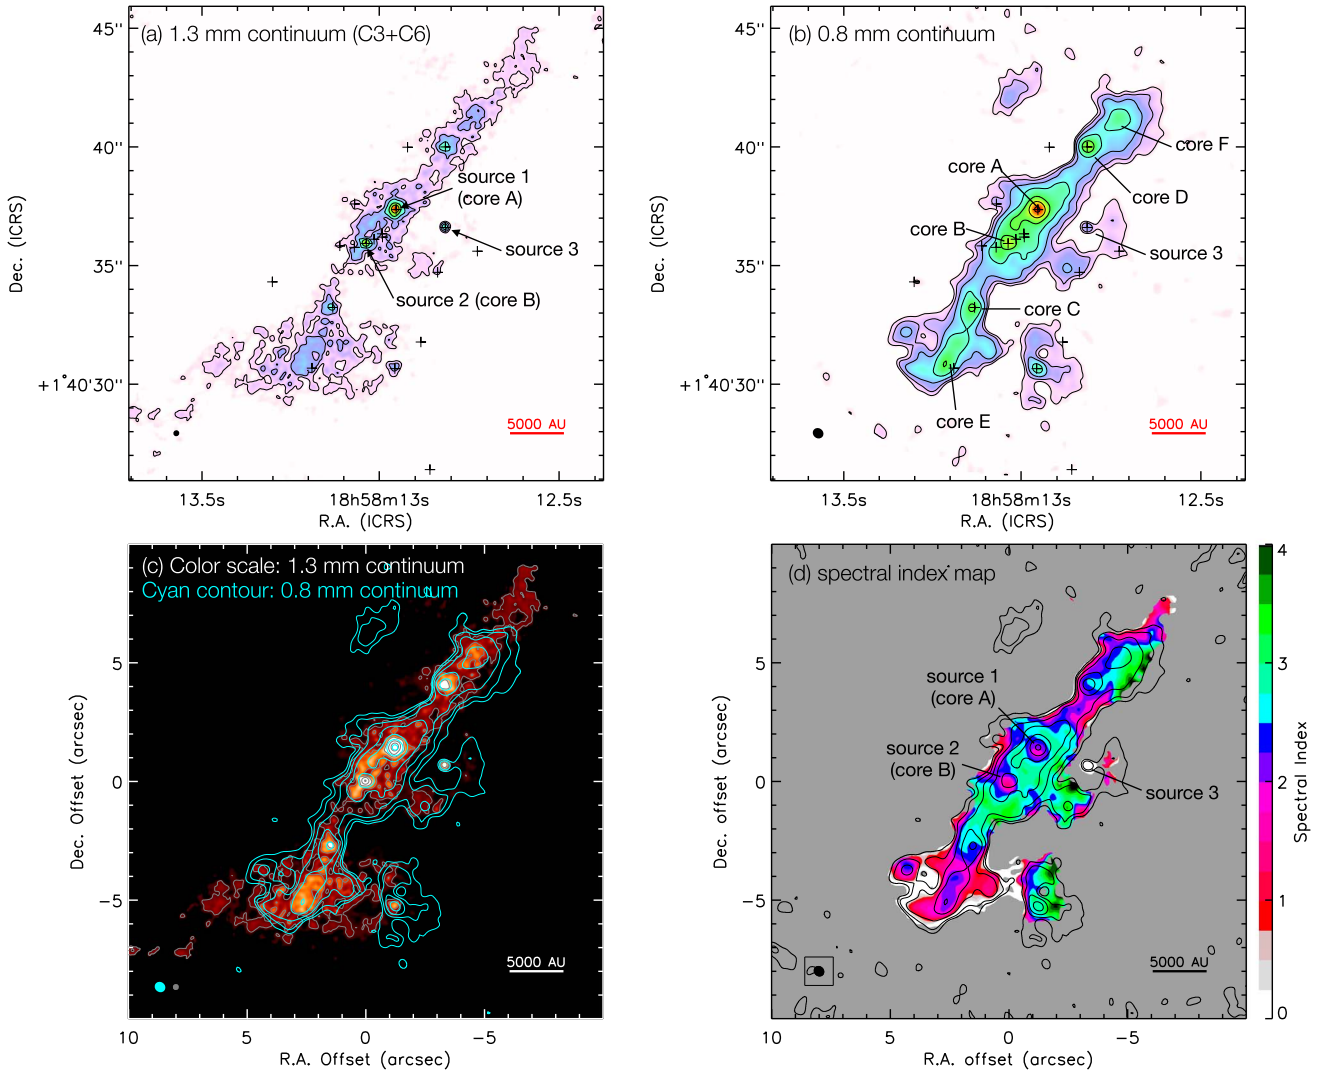 (a) 1.3 mm continuum (C3+C6)
45''
40''
35''
+1°40'30''
Dec. (ICRS)
source 1
(core A)
source 3
source 2 (core B)
5000 AU
13.5s
18h58m13s
12.5s
R.A. (ICRS)
(b) 0.8 mm continuum
45''
40''
35''
+1°40'30''
Dec. (ICRS)
core F
core A
core D
core B
source 3
core C
core E
5000 AU
13.5s
18h58m13s
12.5s
R.A. (ICRS)
(c) Color scale: 1.3 mm continuum
Cyan contour: 0.8 mm continuum
5
0
−5
Dec. Offset (arcsec)
5000 AU
10
5
0
−5
R.A. Offset (arcsec)
(d) spectral index map
5
0
−5
Dec. Offset (arcsec)
source 1
(core A)
source 2
(core B)
source 3
5000 AU
10
5
0
−5
R.A. offset (arcsec)
4
3
2
1
0
Spectral Index